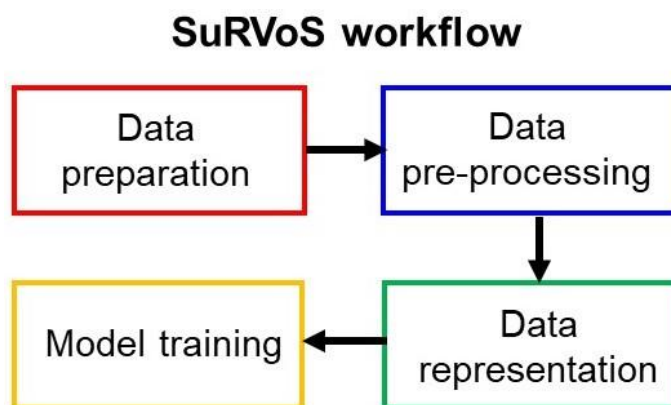 SuRVoS workflow
Data
preparation
Data
pre-processing
Data
representation
Model training